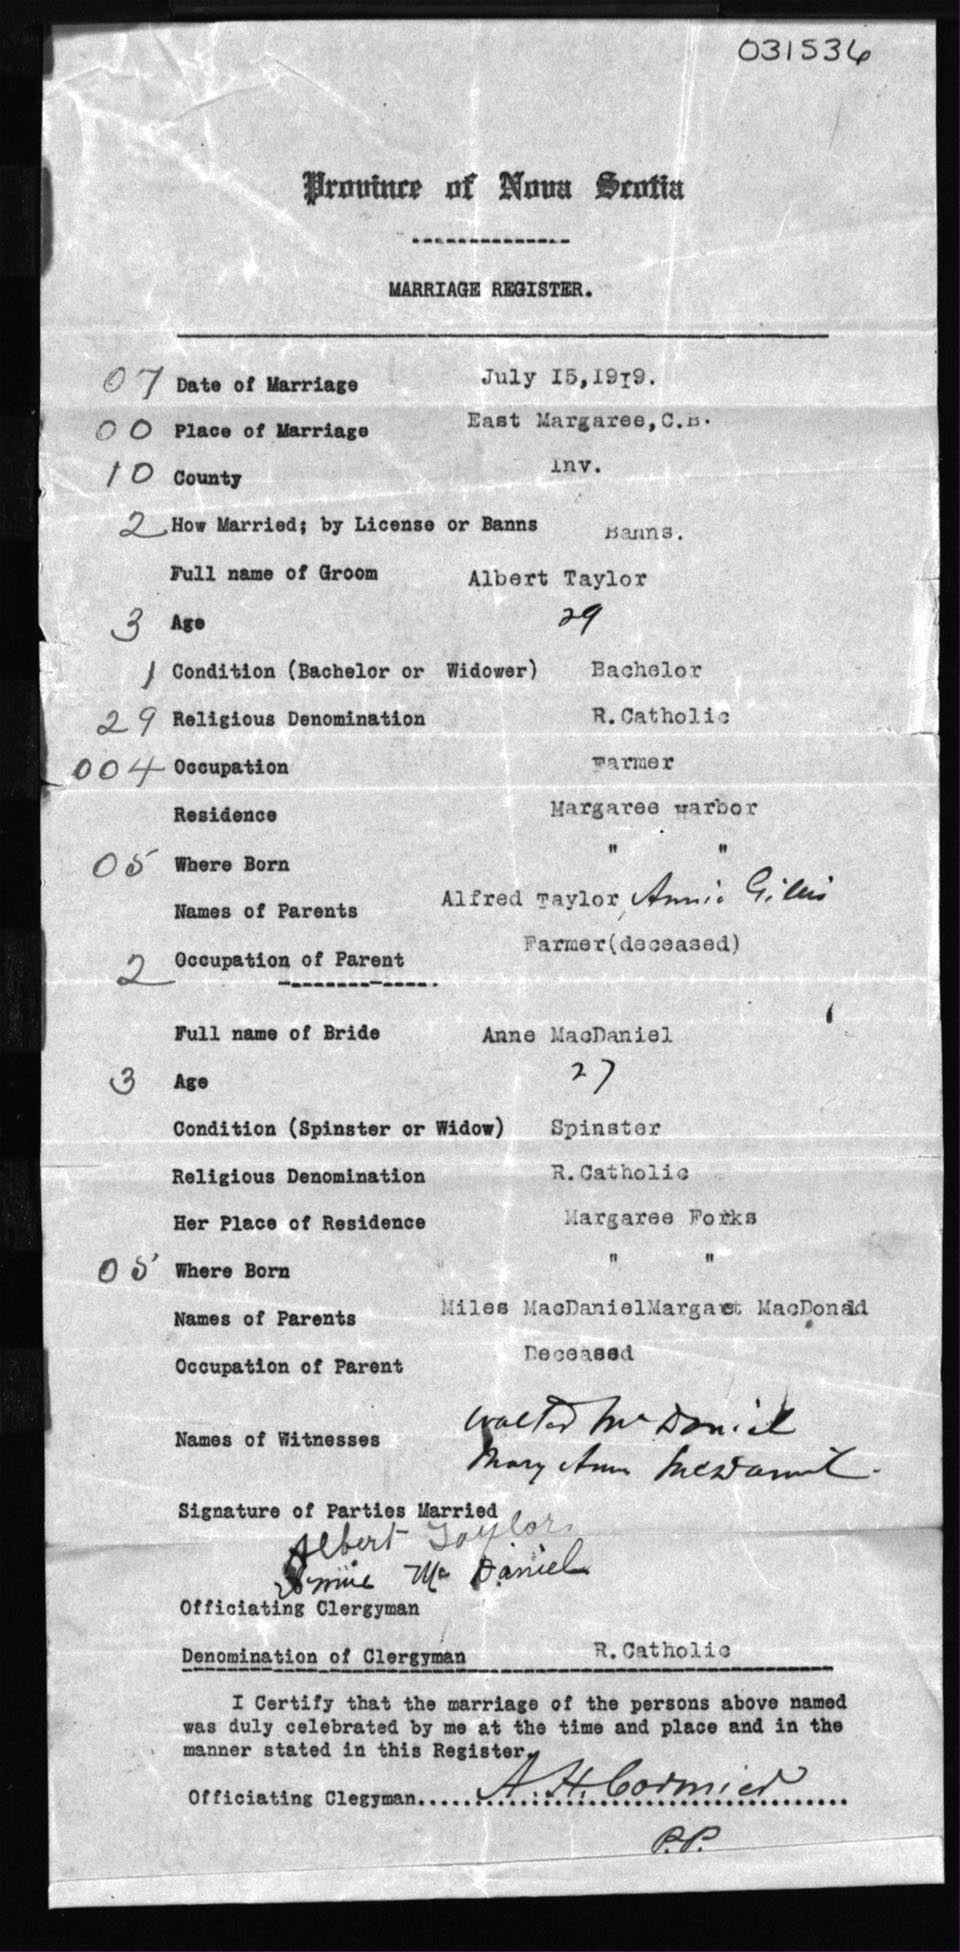 031536
Province of Nova Scotia
MARRIAGE REGISTER.
07 Date of Marriage July 15,1919.
00 Place of Marriage East Margaree,C.B.
10 County Inv.
2 How Married; by License or Banns Banns.
Full name of Groom Albert Taylor
3 Age 29
1 Condition (Bachelor or Widower) Bachelor
29 Religious Denomination R.Catholic
004 Occupation Farmer
Residence Margaree Harbor
05 Where Born " "
Names of Parents Alfred Taylor, Annie Gillis
2 Occupation of Parent Farmer(deceased)
Full name of Bride Anne MacDaniel
3 Age 27
Condition (Spinster or Widow) Spinster
Religious Denomination R.Catholic
Her Place of Residence Margaree Forks
05 Where Born " "
Names of Parents Miles MacDanielMargaret MacDonald
Occupation of Parent Deceased
Names of Witnesses Walter McDaniel
Mary Ann McDaniel.
Signature of Parties Married
Albert Taylor
Annie McDaniel
Officiating Clergyman
Denomination of Clergyman R.Catholic
I Certify that the marriage of the persons above named
was duly celebrated by me at the time and place and in the
manner stated in this Register.
Officiating Clegyman..... A.H.Cormier
P.P.